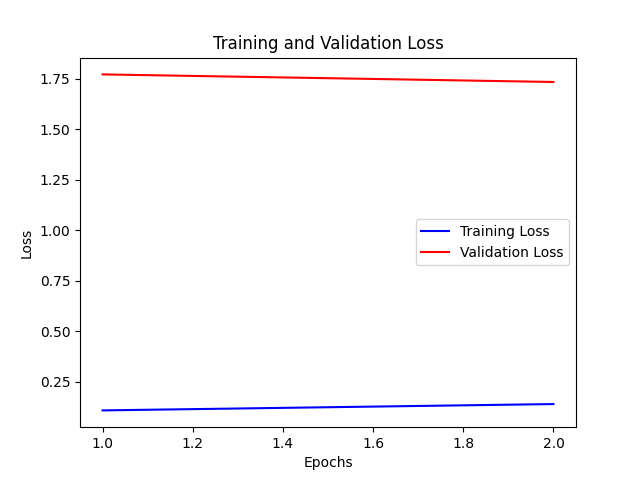 Training and Validation Loss
1.75
1.50
1.25
1.00
0.75
0.50
0.25
Loss
Training Loss
Validation Loss
1.0 1.2 1.4 1.6 1.8 2.0
Epochs